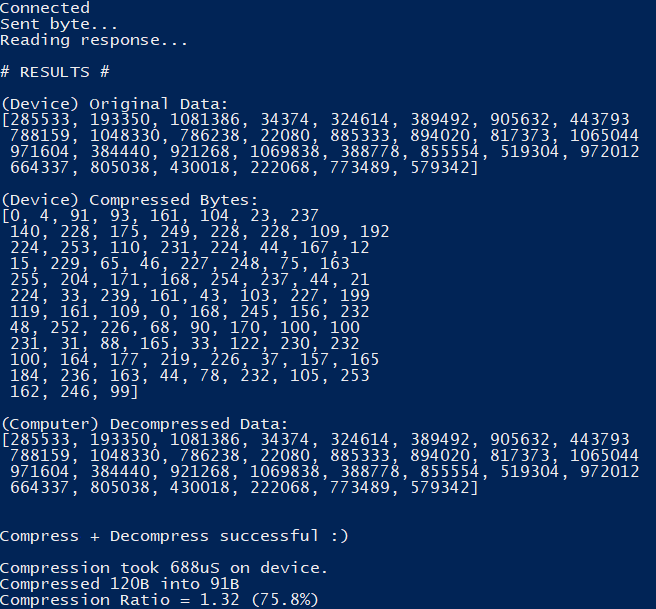 Connected
Sent byte...
Reading response...
# RESULTS #
(Device) Original Data:
[285533, 193350, 1081386, 34374, 324614, 389492, 905632, 443793
788159, 1048330, 786238, 22080, 885333, 894020, 817373, 1065044
971604, 384440, 921268, 1069838, 388778, 855554, 519304, 972012
664337, 805038, 430018, 222068, 773489, 579342]
(Device) Compressed Bytes:
[0, 4, 91, 93, 161, 104, 23, 237
140, 228, 175, 249, 228, 228, 109, 192
224, 253, 110, 231, 224, 44, 167, 12
15, 229, 65, 46, 227, 248, 75, 163
255, 204, 171, 168, 254, 237, 44, 21
224, 33, 239, 161, 43, 103, 227, 199
119, 161, 109, 0, 168, 245, 156, 232
48, 252, 226, 68, 90, 170, 100, 100
231, 31, 88, 165, 33, 122, 230, 232
100, 164, 177, 219, 226, 37, 157, 165
184, 236, 163, 44, 78, 232, 105, 253
162, 246, 99]
(Computer) Decompressed Data:
[285533, 193350, 1081386, 34374, 324614, 389492, 905632, 443793
788159, 1048330, 786238, 22080, 885333, 894020, 817373, 1065044
971604, 384440, 921268, 1069838, 388778, 855554, 519304, 972012
664337, 805038, 430018, 222068, 773489, 579342]
Compress + Decompress successful :)
Compression took 688uS on device.
Compressed 120B into 91B
Compression Ratio = 1.32 (75.8%)